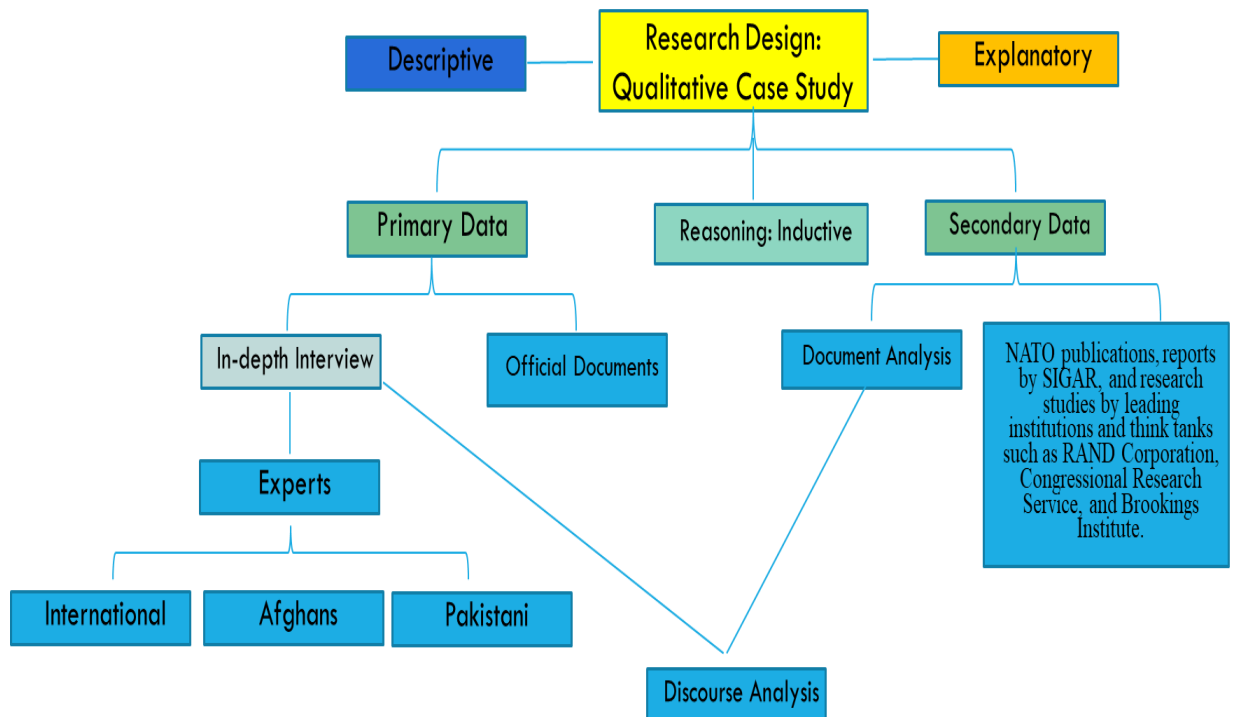 Descriptive
Research Design:
Qualitative Case Study
Explanatory
Primary Data
Reasoning: Inductive
Secondary Data
In-depth Interview
Official Documents
Document Analysis
NATO publications, reports
by SIGAR, and research
studies by leading
institutions and think tanks
such as RAND Corporation,
Congressional Research
Service, and Brookings
Institute.
Experts
International
Afghans
Pakistani
Discourse Analysis